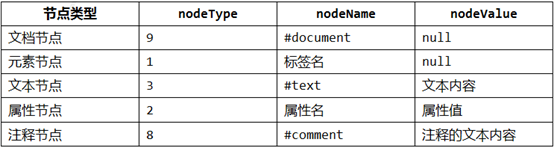 节点类型 nodeType nodeName nodeValue
文档节点 9 #document null
元素节点 1 标签名 null
文本节点 3 #text 文本内容
属性节点 2 属性名 属性值
注释节点 8 #comment 注释的文本内容